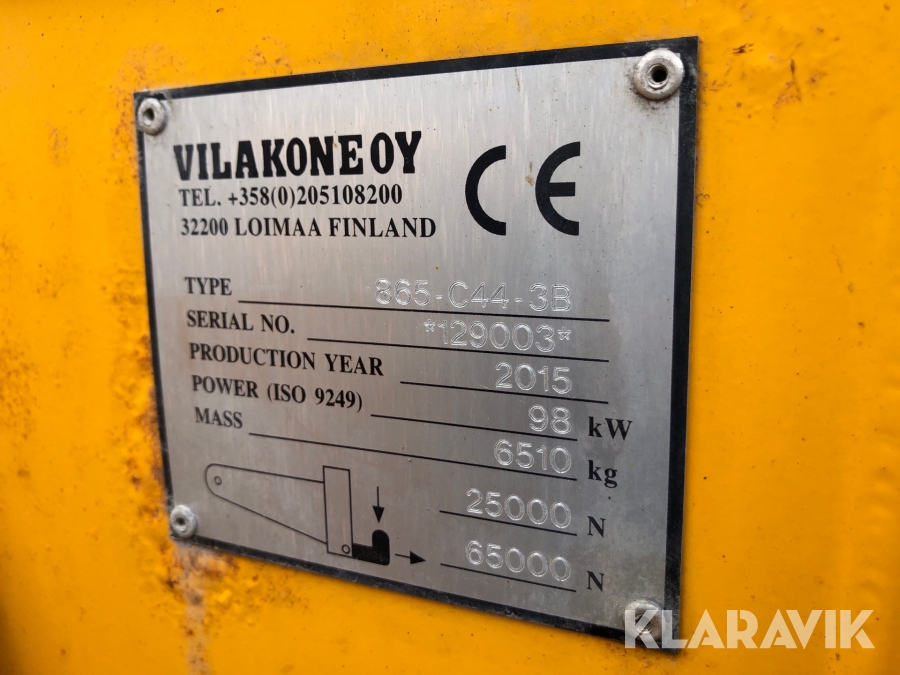 VILAKONE OY
TEL. +358(0)205108200
32200 LOIMAA FINLAND
CE
TYPE 865-C44-3B
SERIAL NO. *129003*
PRODUCTION YEAR 2015
POWER (ISO 9249) 98 kW
MASS 6510 kg
25000 N
65000 N
KLARAVIK